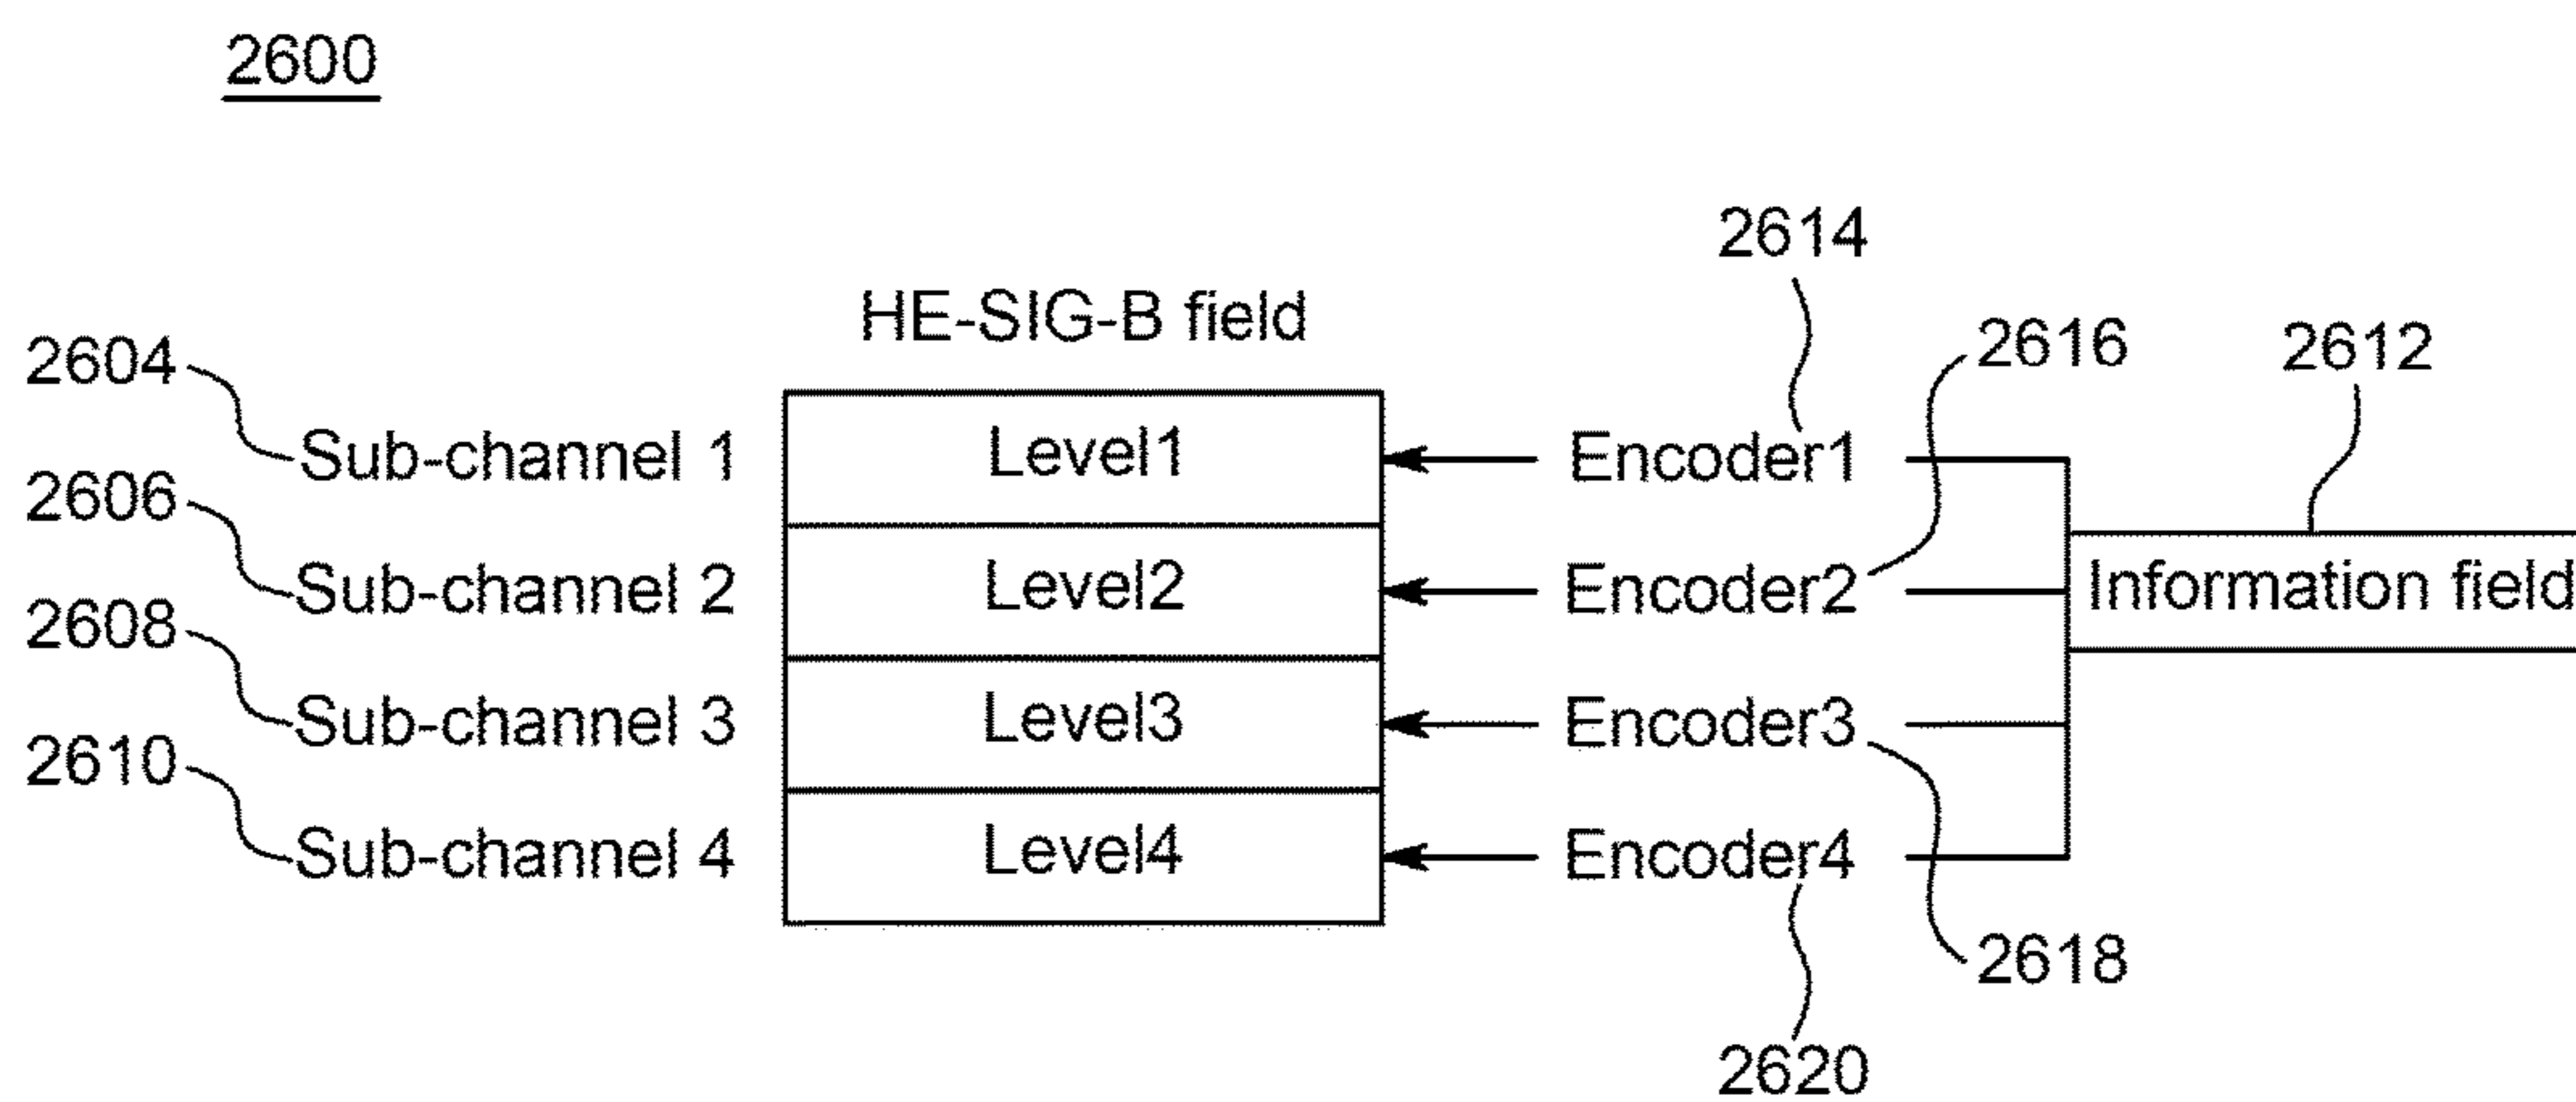 2600
2614
HE-SIG-B field
2604
2616
2612
Sub-channel 1
Level1
Encoder1
2606
Sub-channel 2
Level2
Encoder2
Information field
2608
Sub-channel 3
Level3
Encoder3
2610
Sub-channel 4
Level4
Encoder4
2618
2620